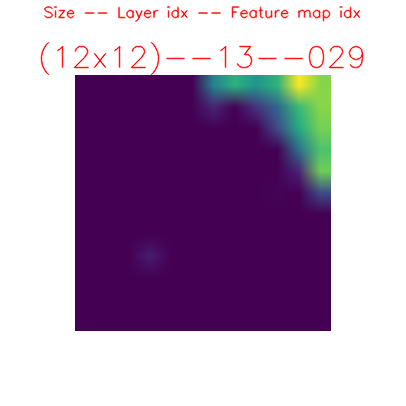 Size -- Layer idx -- Feature map idx
(12x12)--13--029